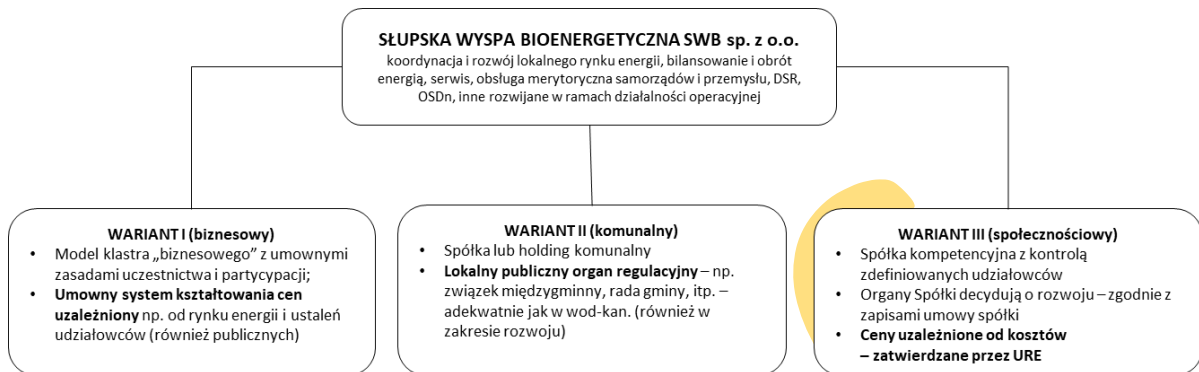 SŁUPSKA WYSPA BIOENERGETYCZNA SWB sp. z o.o.
koordynacja i rozwój lokalnego rynku energii, bilansowanie i obrót
energią, serwis, obsługa merytoryczna samorządów i przemysłu, DSR,
OSDn, inne rozwijane w ramach działalności operacyjnej
WARIANT I (biznesowy)
• Model klastra „biznesowego” z umownymi
zasadami uczestnictwa i partycypacji;
• Umowny system kształtowania cen
uzależniony np. od rynku energii i ustaleń
udziałowców (również publicznych)
WARIANT II (komunalny)
• Spółka lub holding komunalny
• Lokalny publiczny organ regulacyjny – np.
związek międzygminny, rada gminy, itp. –
adekwatnie jak w wod-kan. (również w
zakresie rozwoju)
WARIANT III (społecznościowy)
• Spółka kompetencyjna z kontrolą
zdefiniowanych udziałowców
• Organy Spółki decydują o rozwoju – zgodnie z
zapisami umowy spółki
• Ceny uzależnione od kosztów
– zatwierdzane przez URE